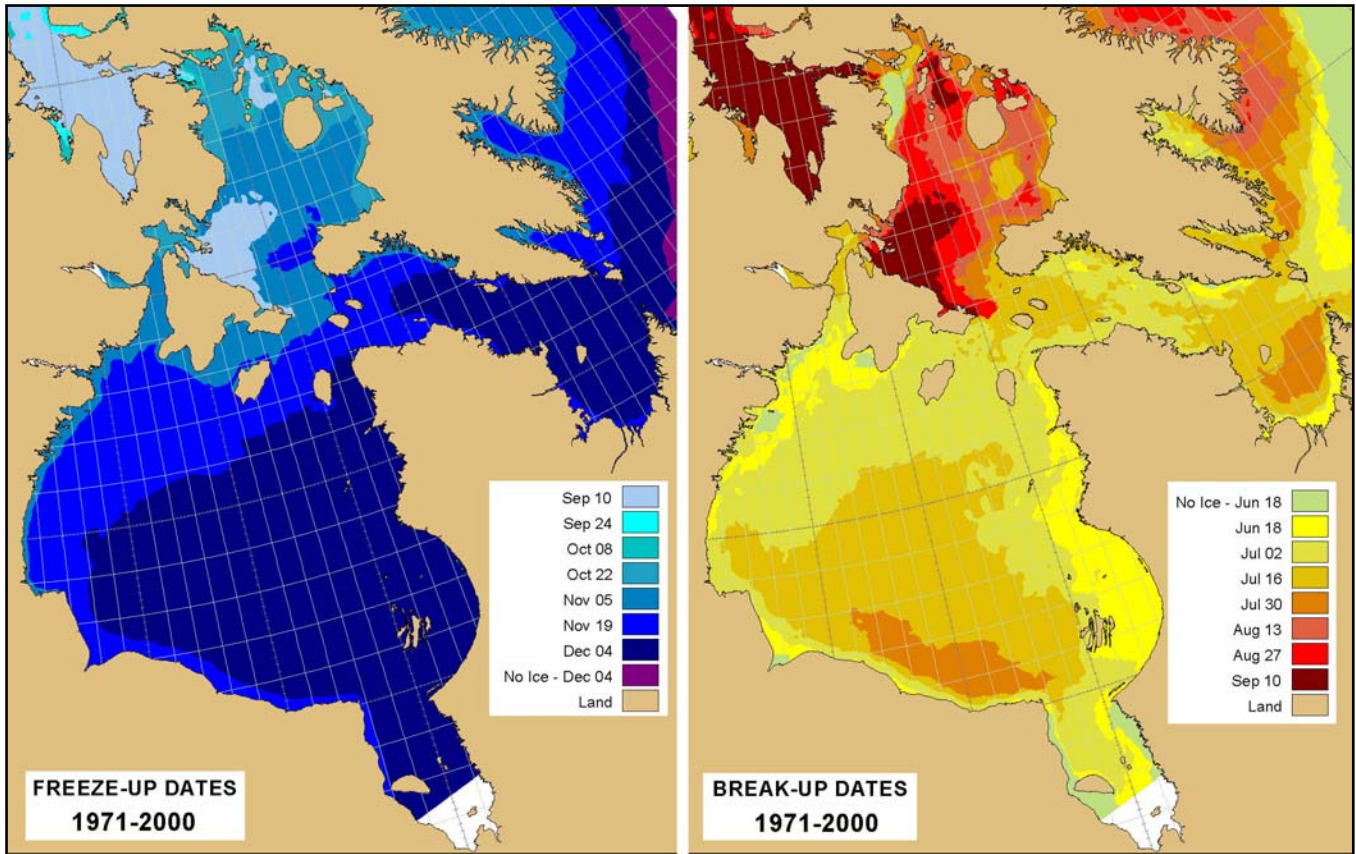 Sep 10
Sep 24
Oct 08
Oct 22
Nov 05
Nov 19
Dec 04
No Ice - Dec 04
Land
FREEZE-UP DATES
1971-2000
No Ice - Jun 18
Jun 18
Jul 02
Jul 16
Jul 30
Aug 13
Aug 27
Sep 10
Land
BREAK-UP DATES
1971-2000